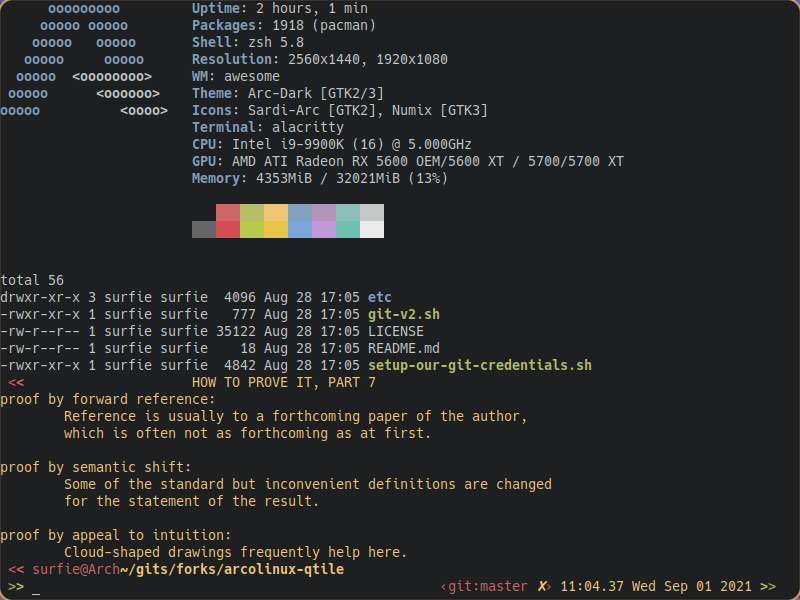 ooooooooo Uptime: 2 hours, 1 min
ooooo ooooo Packages: 1918 (pacman)
ooooo ooooo Shell: zsh 5.8
ooooo ooooo Resolution: 2560x1440, 1920x1080
ooooo <oooooooo> WM: awesome
ooooo <oooooo> Theme: Arc-Dark [GTK2/3]
ooooo <oooo> Icons: Sardi-Arc [GTK2], Numix [GTK3]
Terminal: alacritty
CPU: Intel i9-9900K (16) @ 5.000GHz
GPU: AMD ATI Radeon RX 5600 OEM/5600 XT / 5700/5700 XT
Memory: 4353MiB / 32021MiB (13%)
total 56
drwxr-xr-x 3 surfie surfie 4096 Aug 28 17:05 etc
-rwxr-xr-x 1 surfie surfie 777 Aug 28 17:05 git-v2.sh
-rw-r--r-- 1 surfie surfie 35122 Aug 28 17:05 LICENSE
-rw-r--r-- 1 surfie surfie 18 Aug 28 17:05 README.md
-rwxr-xr-x 1 surfie surfie 4842 Aug 28 17:05 setup-our-git-credentials.sh
<< HOW TO PROVE IT, PART 7
proof by forward reference:
Reference is usually to a forthcoming paper of the author,
which is often not as forthcoming as at first.
proof by semantic shift:
Some of the standard but inconvenient definitions are changed
for the statement of the result.
proof by appeal to intuition:
Cloud-shaped drawings frequently help here.
<< surfie@Arch~/gits/forks/arcolinux-qtile
>> _ ‹git:master ✗› 11:04.37 Wed Sep 01 2021 >>